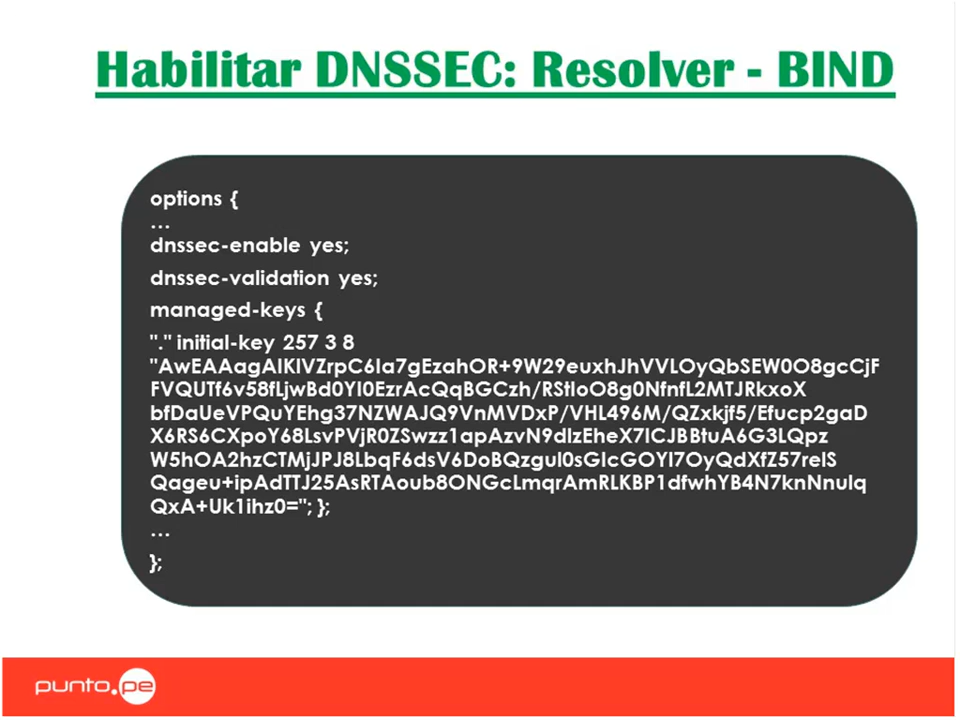 Habilitar DNSSEC: Resolver - BIND
options {
...
dnssec-enable yes;
dnssec-validation yes;
managed-keys {
"." initial-key 257 3 8
"AwEAAagAIKlVZrpC6Ia7gEzahOR+9W29euxhJhVVLOyQbSEW0O8gcCjF
FVQUTf6v58fLjwBd0YI0EzrAcQqBGCzh/RStIoO8g0NfnfL2MTJRkxoX
bfDaUeVPQuYEhg37NZWAJQ9VnMVDxP/VHL496M/QZxkjf5/Efucp2gaD
X6RS6CXpoY68LsvPVjR0ZSwzz1apAzvN9dlzEheX7ICJBBtuA6G3LQpz
W5hOA2hzCTMjJPJ8LbqF6dsV6DoBQzgul0sGIcGOYl7OyQdXfZ57relS
Qageu+ipAdTTJ25AsRTAoub8ONGcLmqrAmRLKBP1dfwhYB4N7knNnulq
QxA+Uk1ihz0="; };
...
};
punto.pe